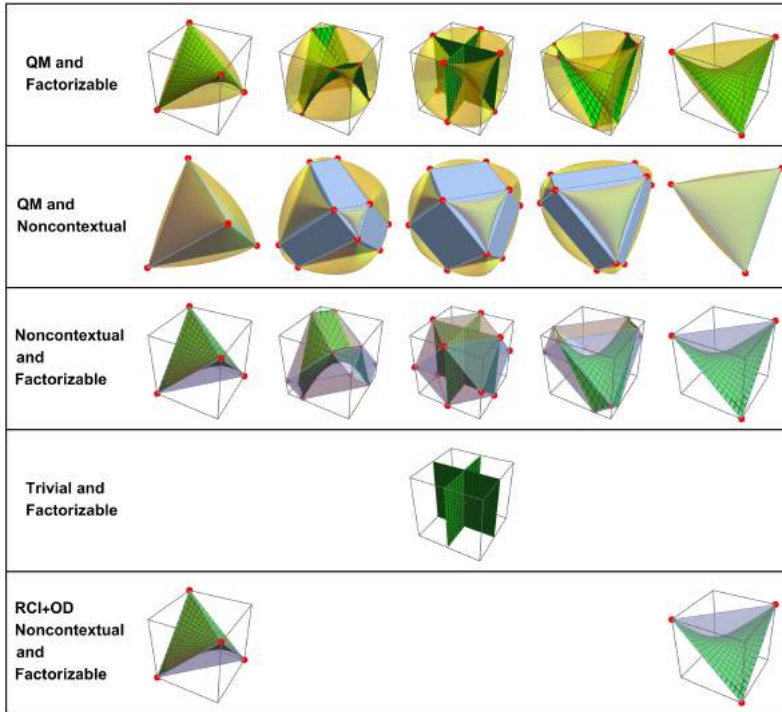 QM and
Factorizable
QM and
Noncontextual
Noncontextual
and
Factorizable
Trivial and
Factorizable
RCI+OD
Noncontextual
and
Factorizable